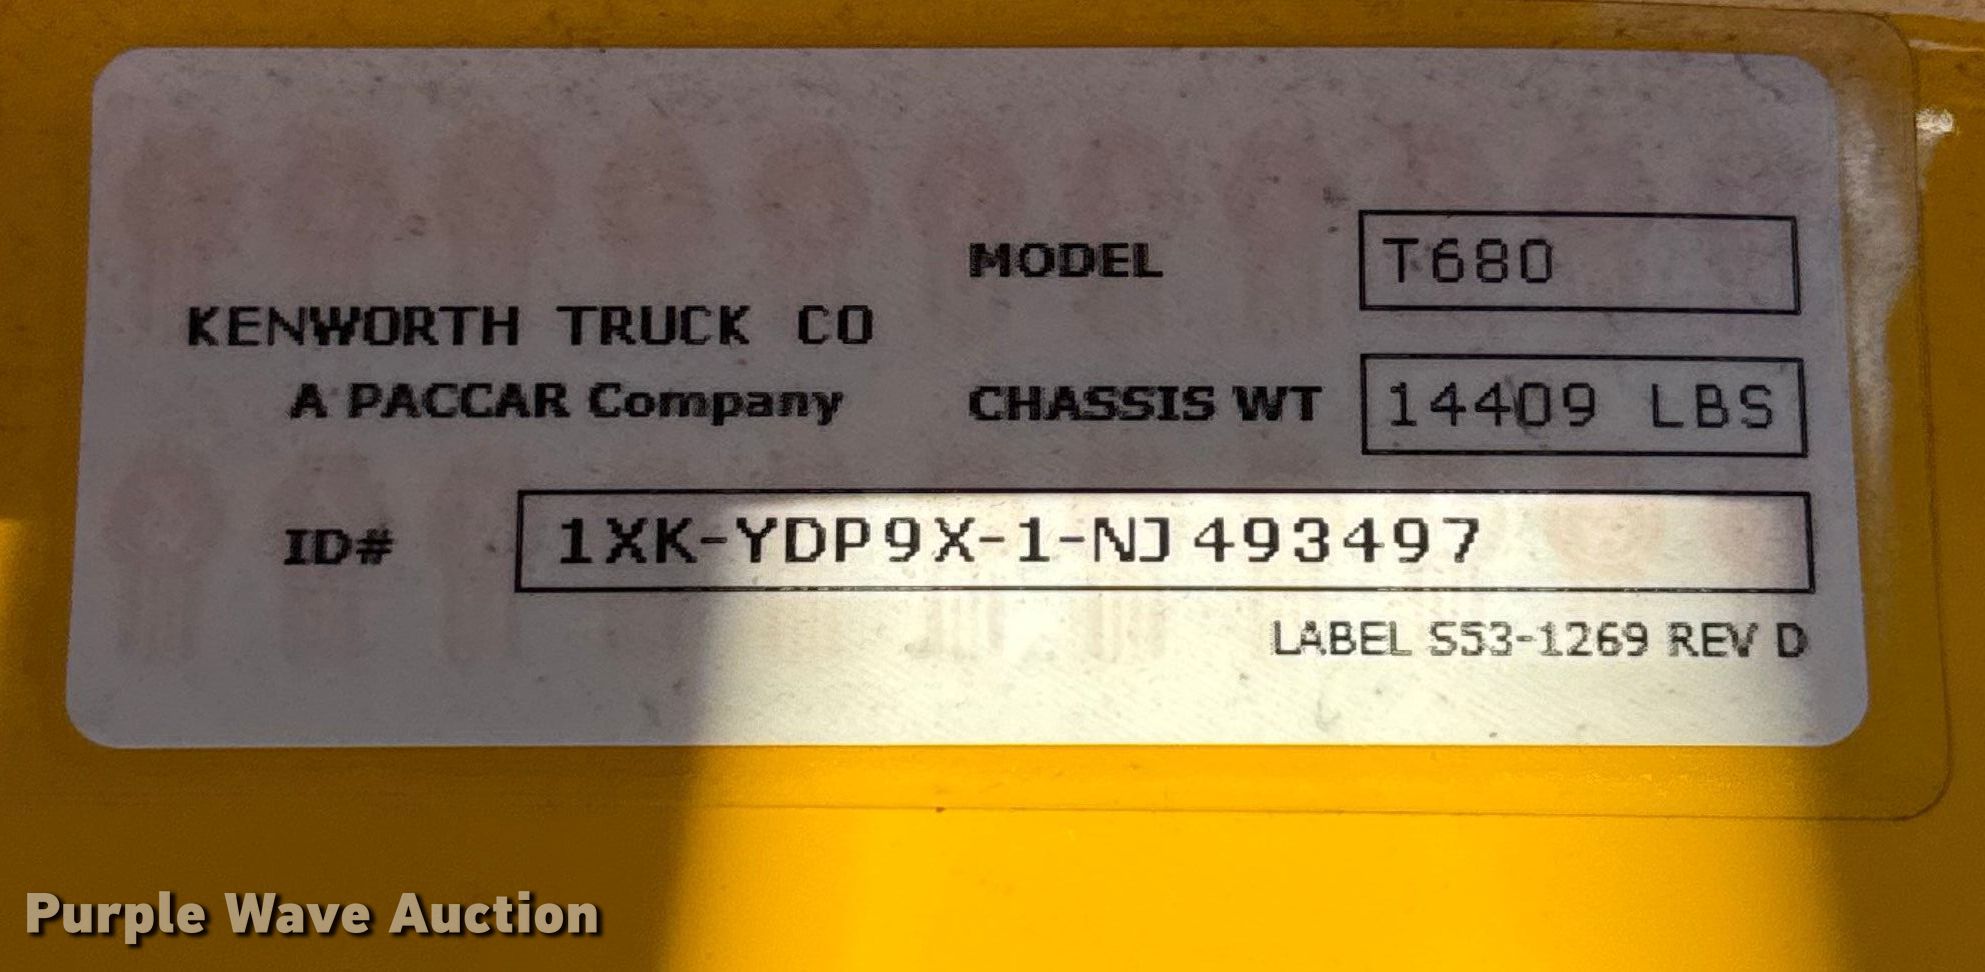 MODEL T680
KENWORTH TRUCK CO
A PACCAR Company
CHASSIS WT 14409 LBS
ID# 1XK-YDP9X-1-NJ493497
LABEL S53-1269 REV D
Purple Wave Auction